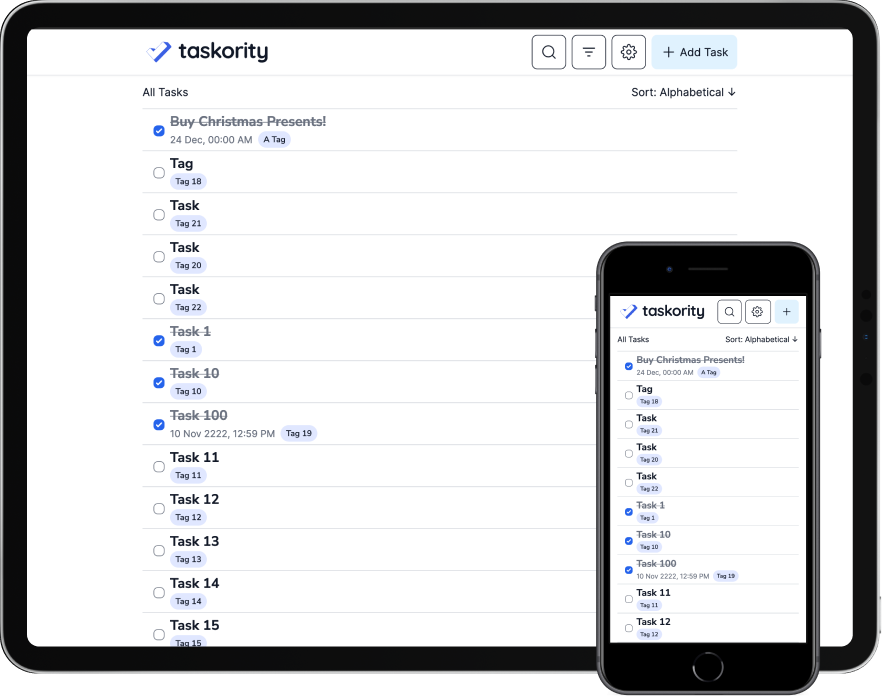 taskority
+ Add Task
All Tasks
Sort: Alphabetical ↓
Buy Christmas Presents!
24 Dec, 00:00 AM A Tag
Tag
Tag 18
Task
Tag 21
Task
Tag 20
Task
Tag 22
Task 1
Tag 1
Task 10
Tag 10
Task 100
10 Nov 2222, 12:59 PM Tag 19
Task 11
Tag 11
Task 12
Tag 12
Task 13
Tag 13
Task 14
Tag 14
Task 15
Tag 15
taskority
+
All Tasks
Sort: Alphabetical ↓
Buy Christmas Presents!
24 Dec, 00:00 AM A Tag
Tag
Tag 18
Task
Tag 21
Task
Tag 20
Task
Tag 22
Task 1
Tag 1
Task 10
Tag 10
Task 100
10 Nov 2222, 12:59 PM Tag 19
Task 11
Tag 11
Task 12
Tag 12